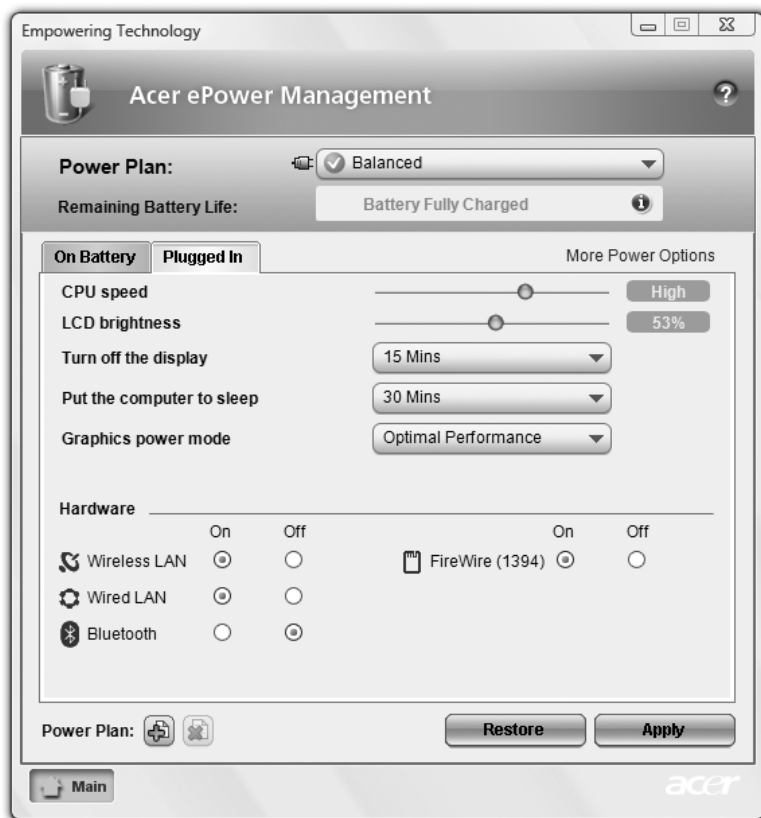 Empowering Technology
Acer ePower Management
?
Power Plan: Balanced
Remaining Battery Life: Battery Fully Charged i
On Battery Plugged In More Power Options
CPU speed High
LCD brightness 53%
Turn off the display 15 Mins
Put the computer to sleep 30 Mins
Graphics power mode Optimal Performance
Hardware
On Off On Off
Wireless LAN FireWire (1394)
Wired LAN
Bluetooth
Power Plan: Restore Apply
Main acer